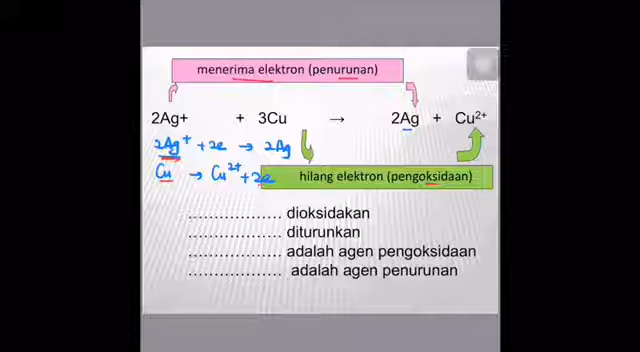 menerima elektron (penurunan)
2Ag+ + 3Cu → 2Ag + Cu²⁺
2Ag⁺ + 2e → 2Ag
Cu → Cu²⁺ + 2e
hilang elektron (pengoksidaan)
.................. dioksidakan
.................. diturunkan
.................. adalah agen pengoksidaan
.................. adalah agen penurunan